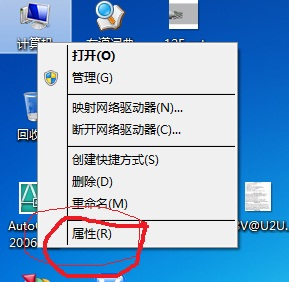 计算机
打开(O)
管理(G)
映射网络驱动器(N)...
断开网络驱动器(C)...
回收
创建快捷方式(S)
删除(D)
重命名(M)
属性(R)
AutoC
2006
3V@U2U.